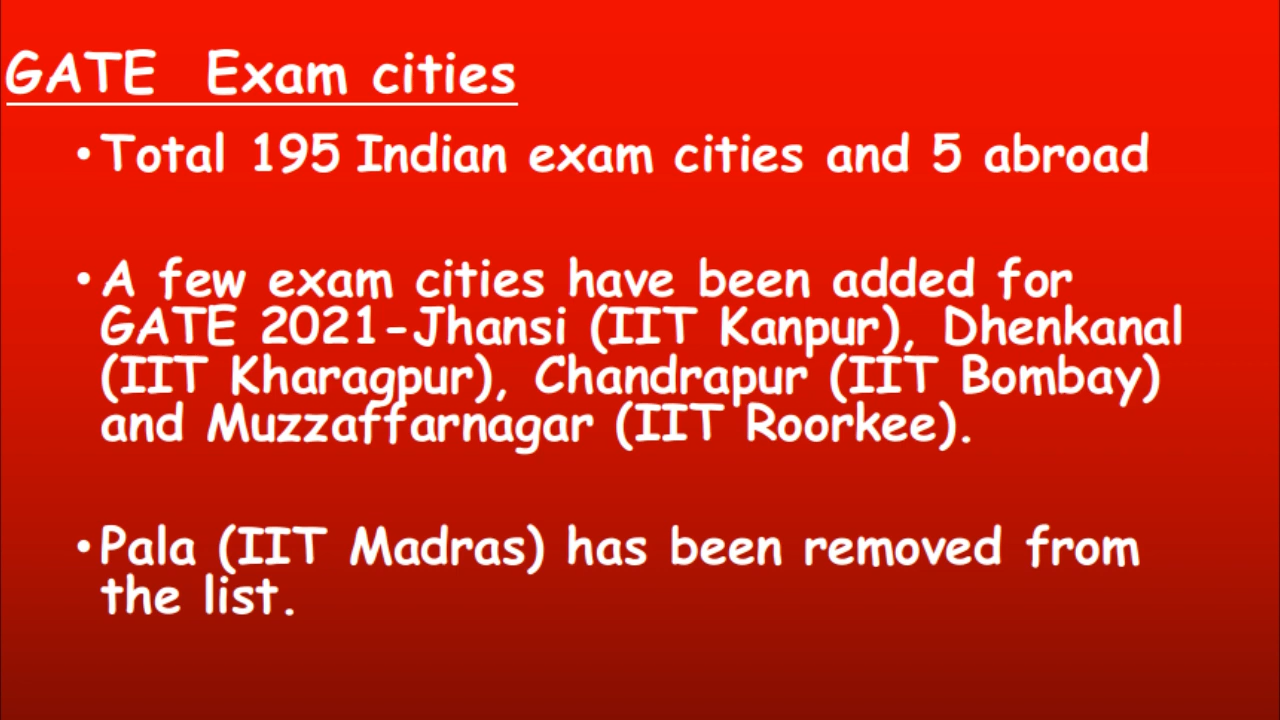 GATE Exam cities
•Total 195 Indian exam cities and 5 abroad
•A few exam cities have been added for
GATE 2021-Jhansi (IIT Kanpur), Dhenkanal
(IIT Kharagpur), Chandrapur (IIT Bombay)
and Muzzaffarnagar (IIT Roorkee).
•Pala (IIT Madras) has been removed from
the list.